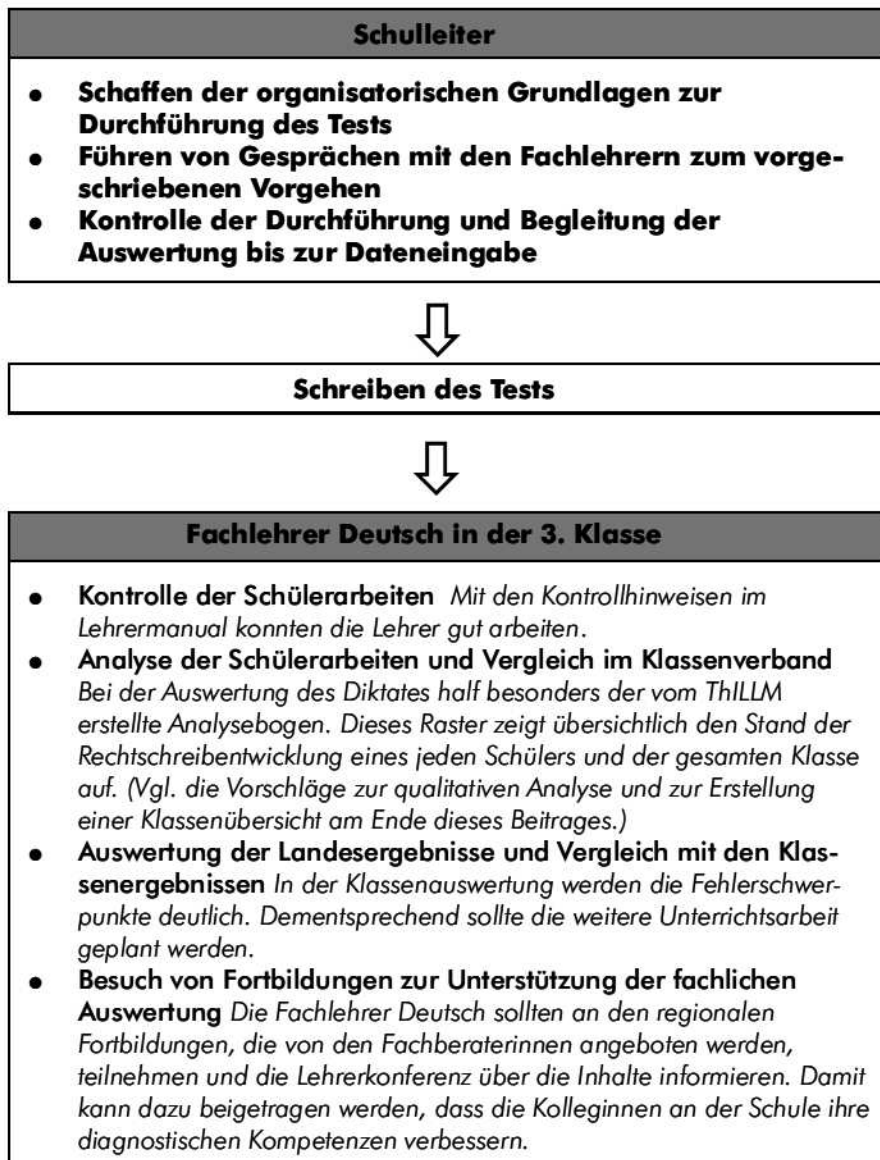 Schulleiter
● Schaffen der organisatorischen Grundlagen zur
Durchführung des Tests
● Führen von Gesprächen mit den Fachlehrern zum vorge-
schriebenen Vorgehen
● Kontrolle der Durchführung und Begleitung der
Auswertung bis zur Dateneingabe
Schreiben des Tests
Fachlehrer Deutsch in der 3. Klasse
● Kontrolle der Schülerarbeiten Mit den Kontrollhinweisen im
Lehrermanual konnten die Lehrer gut arbeiten.
● Analyse der Schülerarbeiten und Vergleich im Klassenverband
Bei der Auswertung des Diktates half besonders der vom ThILLM
erstellte Analysebogen. Dieses Raster zeigt übersichtlich den Stand der
Rechtschreibentwicklung eines jeden Schülers und der gesamten Klasse
auf. (Vgl. die Vorschläge zur qualitativen Analyse und zur Erstellung
einer Klassenübersicht am Ende dieses Beitrages.)
● Auswertung der Landesergebnisse und Vergleich mit den Klas-
senergebnissen In der Klassenauswertung werden die Fehlerschwer-
punkte deutlich. Dementsprechend sollte die weitere Unterrichtsarbeit
geplant werden.
● Besuch von Fortbildungen zur Unterstützung der fachlichen
Auswertung Die Fachlehrer Deutsch sollten an den regionalen
Fortbildungen, die von den Fachberaterinnen angeboten werden,
teilnehmen und die Lehrerkonferenz über die Inhalte informieren. Damit
kann dazu beigetragen werden, dass die Kolleginnen an der Schule ihre
diagnostischen Kompetenzen verbessern.